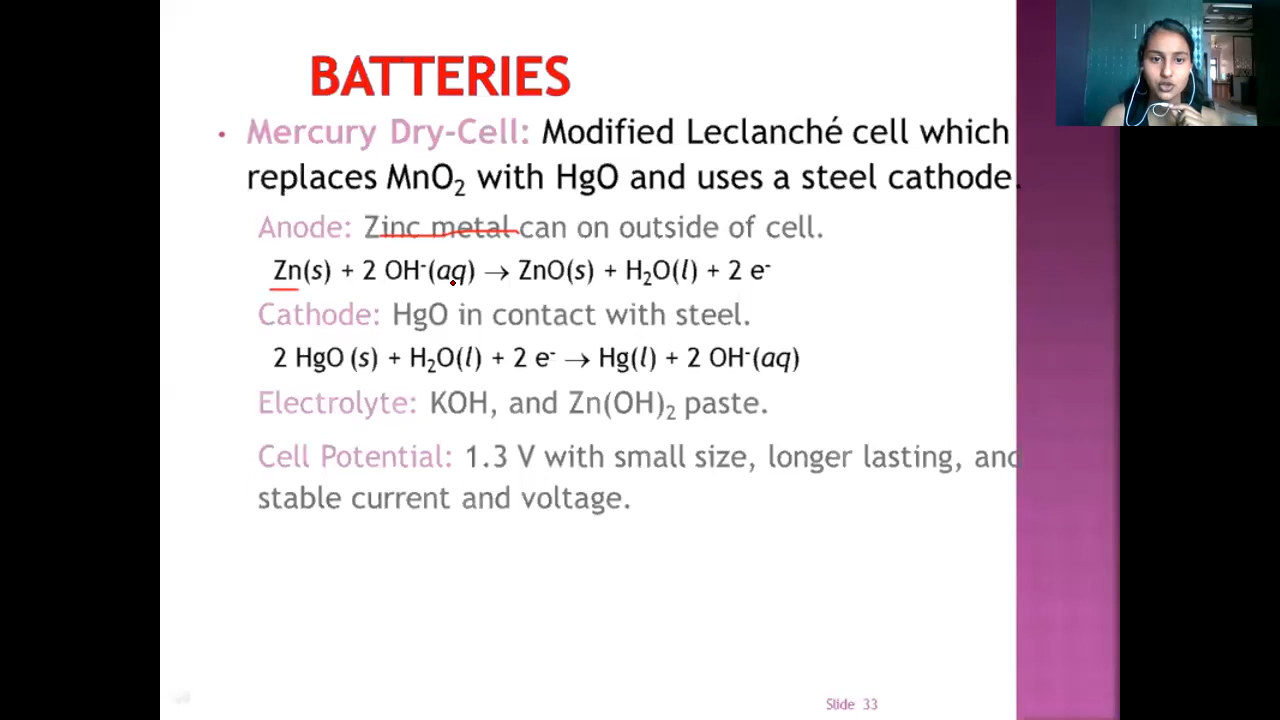 BATTERIES
• Mercury Dry-Cell: Modified Leclanché cell which
replaces MnO₂ with HgO and uses a steel cathode.
Anode: Zinc metal can on outside of cell.
Zn(s) + 2 OH⁻(aq) → ZnO(s) + H₂O(l) + 2 e⁻
Cathode: HgO in contact with steel.
2 HgO (s) + H₂O(l) + 2 e⁻ → Hg(l) + 2 OH⁻(aq)
Electrolyte: KOH, and Zn(OH)₂ paste.
Cell Potential: 1.3 V with small size, longer lasting, and
stable current and voltage.
Slide 33